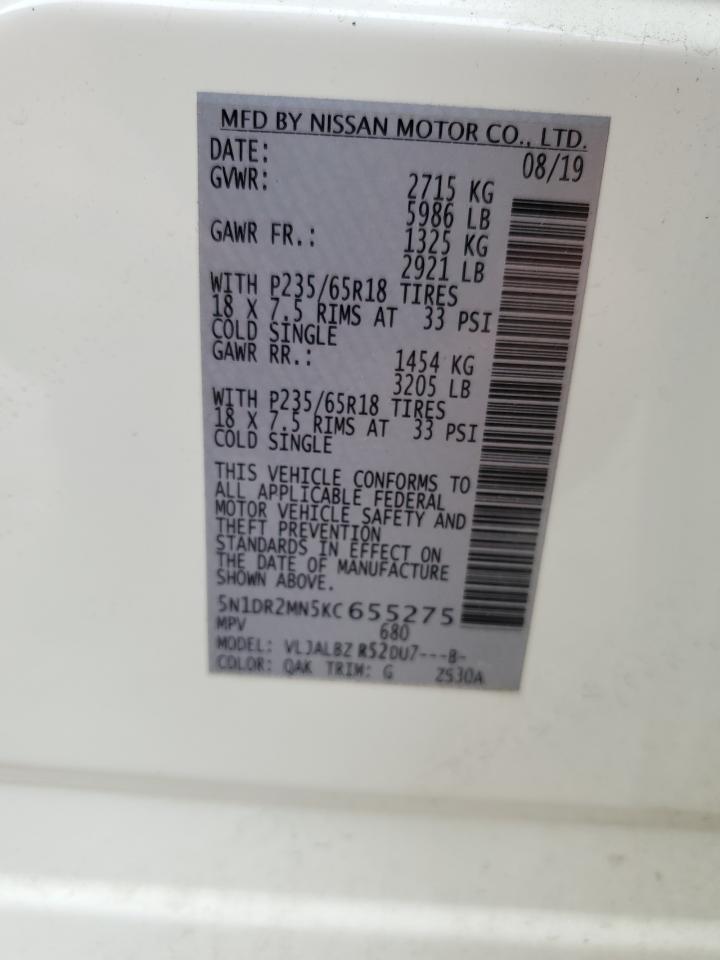 MFD BY NISSAN MOTOR CO., LTD.
DATE: 08/19
GVWR: 2715 KG
5986 LB
GAWR FR.: 1325 KG
2921 LB
WITH P235/65R18 TIRES
18 X 7.5 RIMS AT 33 PSI
COLD SINGLE
GAWR RR.: 1454 KG
3205 LB
WITH P235/65R18 TIRES
18 X 7.5 RIMS AT 33 PSI
COLD SINGLE
THIS VEHICLE CONFORMS TO
ALL APPLICABLE FEDERAL
MOTOR VEHICLE SAFETY AND
THEFT PREVENTION
STANDARDS IN EFFECT ON
THE DATE OF MANUFACTURE
SHOWN ABOVE.
5N1DR2MN5KC655275
MPV 680
MODEL: VLJALBZ R52DU7---B-
COLOR: QAK TRIM: G ZS30A